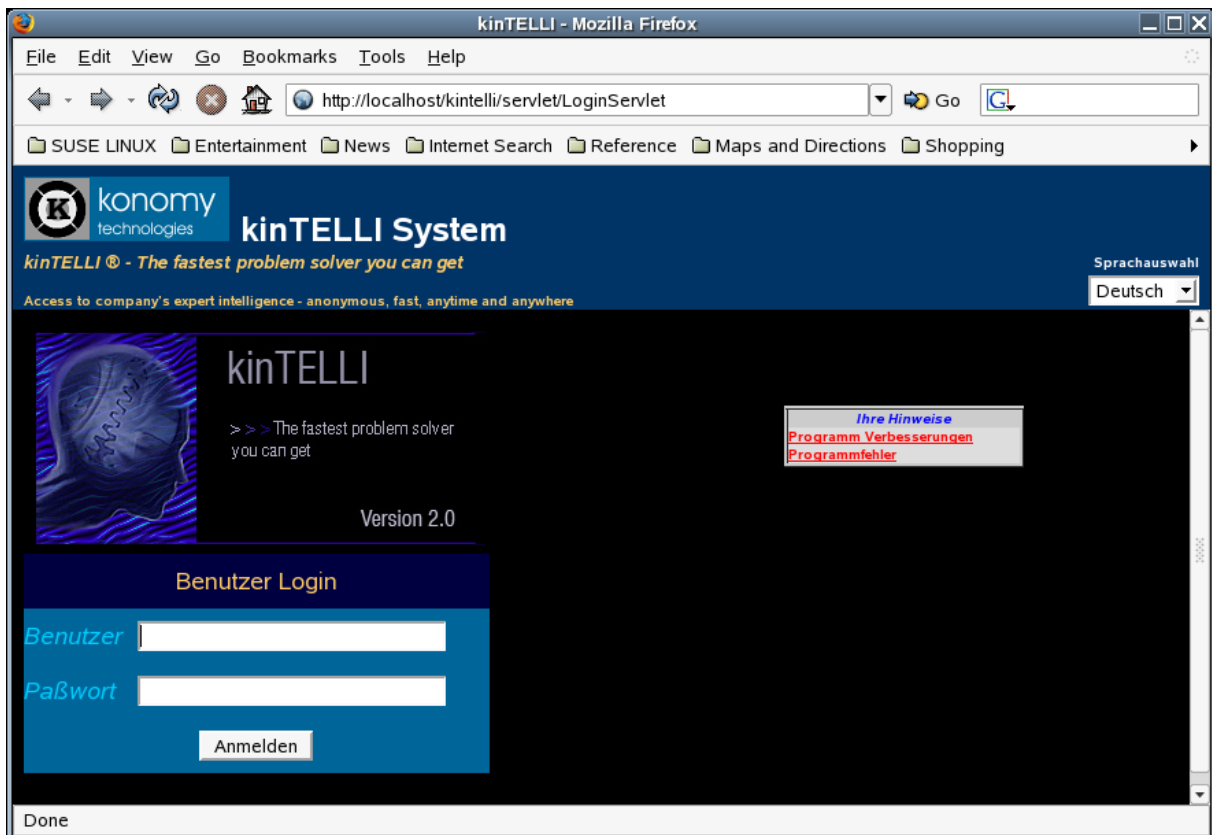 kinTELLI - Mozilla Firefox
File Edit View Go Bookmarks Tools Help
http://localhost/kintelli/servlet/LoginServlet Go G
SUSE LINUX Entertainment News Internet Search Reference Maps and Directions Shopping
K konomy
technologies
kinTELLI System
kinTELLI ® - The fastest problem solver you can get
Sprachauswahl
Access to company's expert intelligence - anonymous, fast, anytime and anywhere
Deutsch
kinTELLI
> > > The fastest problem solver
you can get
Version 2.0
Ihre Hinweise
Programm Verbesserungen
Programmfehler
Benutzer Login
Benutzer
Paßwort
Anmelden
Done